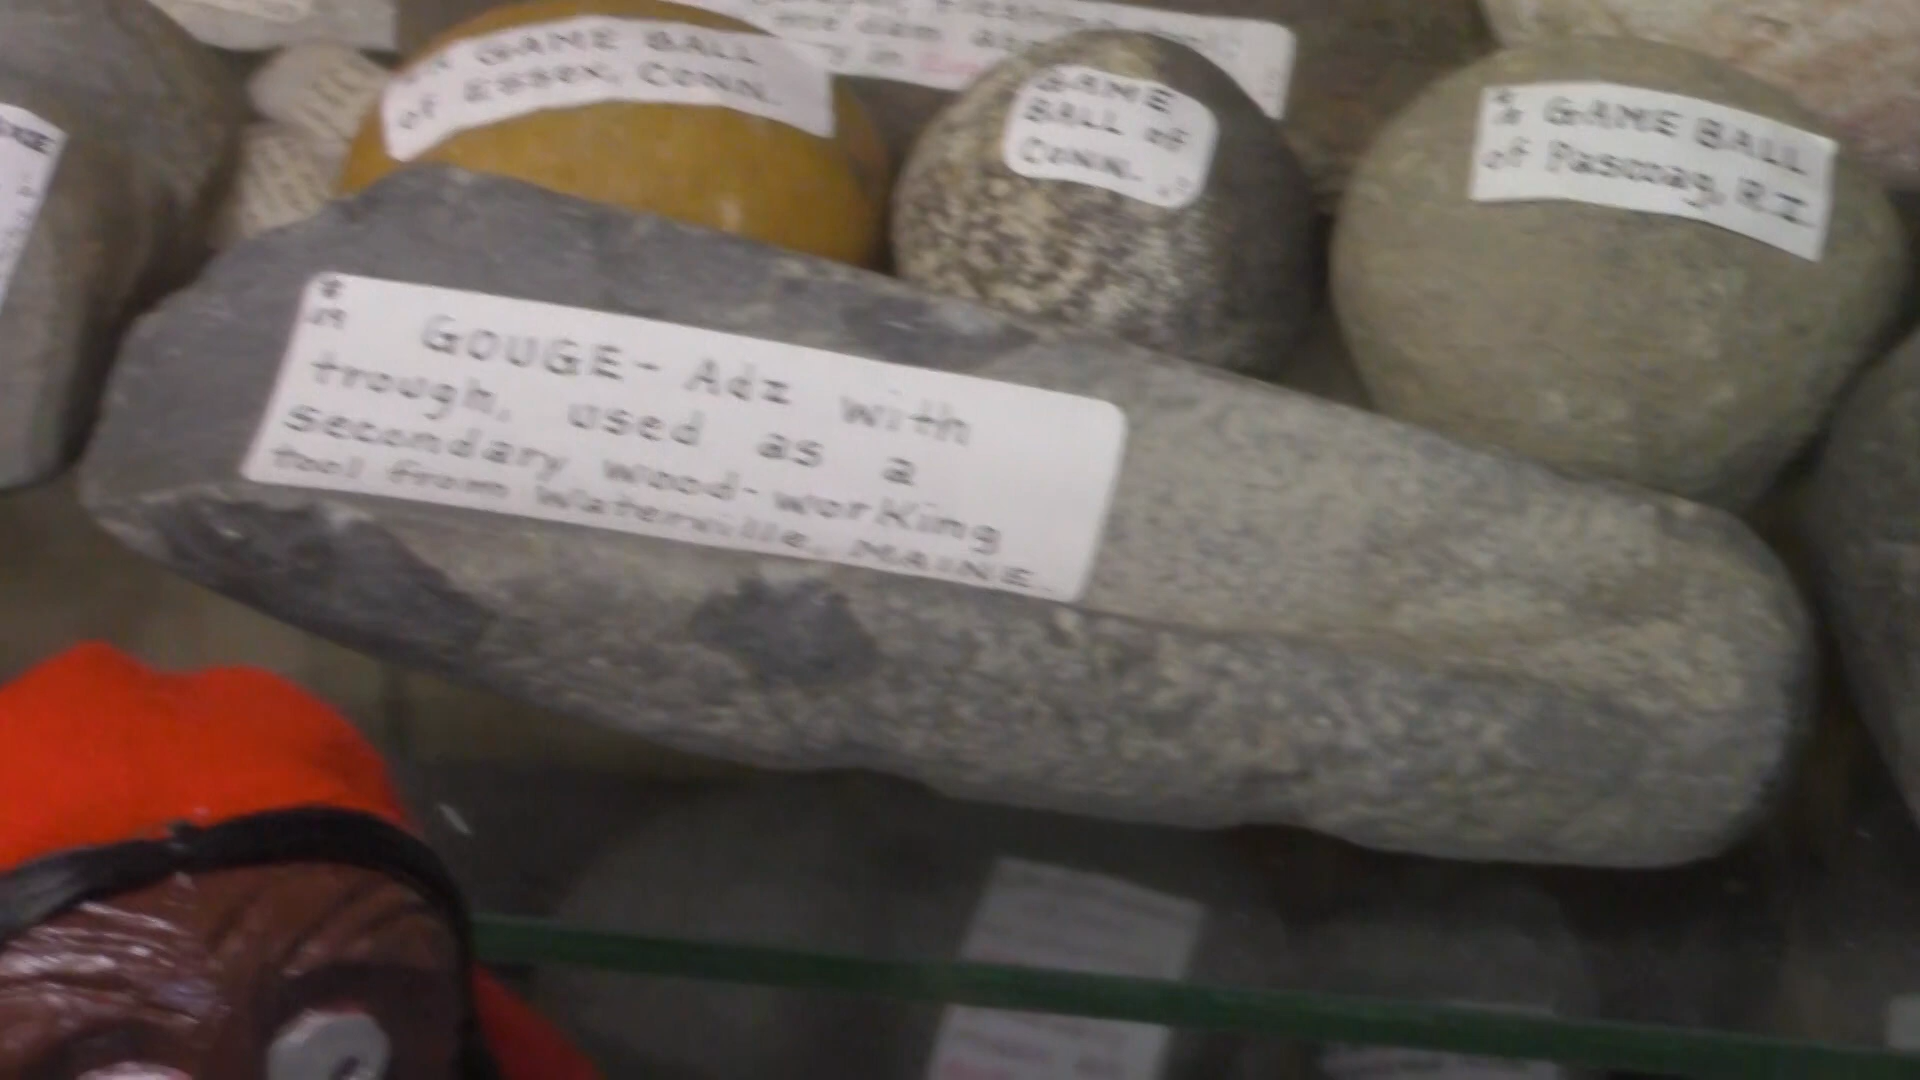 GAME BALL
of Essex, CONN.
GAME
BALL of
CONN.
GAME BALL
of Pascoag, R.I.
GOUGE- Adz with
trough, used as a
secondary wood-worKing
tool from Waterville, MAINE.